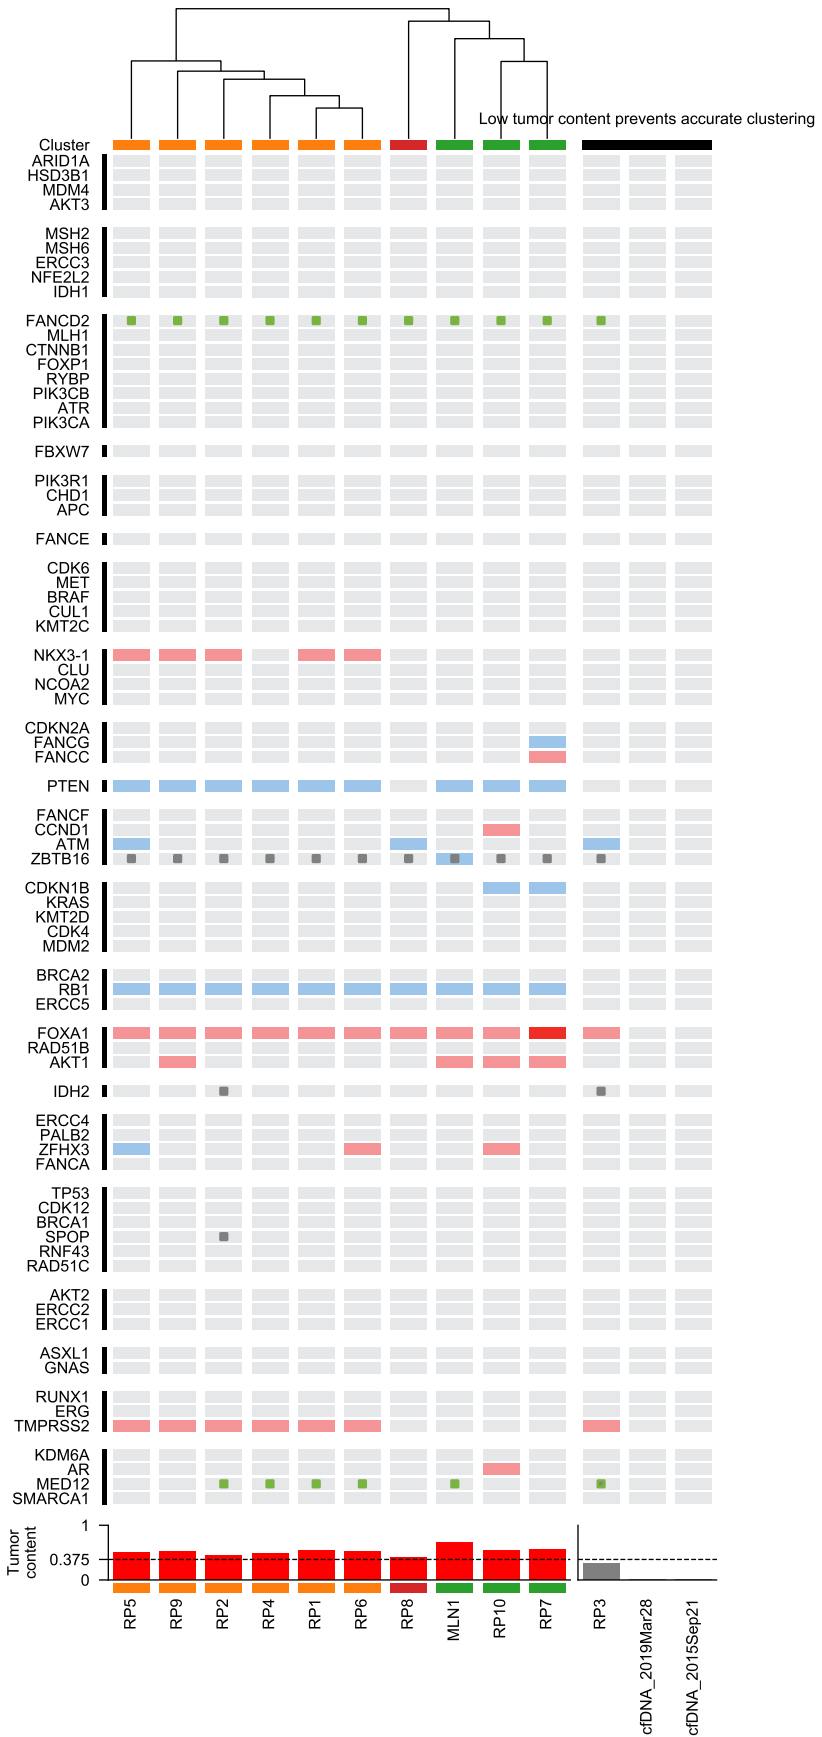 Low tumor content prevents accurate clustering
Cluster
ARID1A
HSD3B1
MDM4
AKT3
MSH2
MSH6
ERCC3
NFE2L2
IDH1
FANCD2
MLH1
CTNNB1
FOXP1
RYBP
PIK3CB
ATR
PIK3CA
FBXW7
PIK3R1
CHD1
APC
FANCE
CDK6
MET
BRAF
CUL1
KMT2C
NKX3-1
CLU
NCOA2
MYC
CDKN2A
FANCG
FANCC
PTEN
FANCF
CCND1
ATM
ZBTB16
CDKN1B
KRAS
KMT2D
CDK4
MDM2
BRCA2
RB1
ERCC5
FOXA1
RAD51B
AKT1
IDH2
ERCC4
PALB2
ZFHX3
FANCA
TP53
CDK12
BRCA1
SPOP
RNF43
RAD51C
AKT2
ERCC2
ERCC1
ASXL1
GNAS
RUNX1
ERG
TMPRSS2
KDM6A
AR
MED12
SMARCA1
Tumor
content
1
0.375
0
RP5
RP9
RP2
RP4
RP1
RP6
RP8
MLN1
RP10
RP7
RP3
cfDNA_2019Mar28
cfDNA_2015Sep21